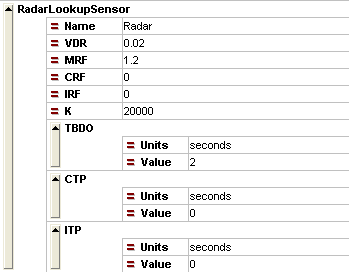 RadarLookupSensor
= Name Radar
= VDR 0.02
= MRF 1.2
= CRF 0
= IRF 0
= K 20000
TBDO
= Units seconds
= Value 2
CTP
= Units seconds
= Value 0
ITP
= Units seconds
= Value 0